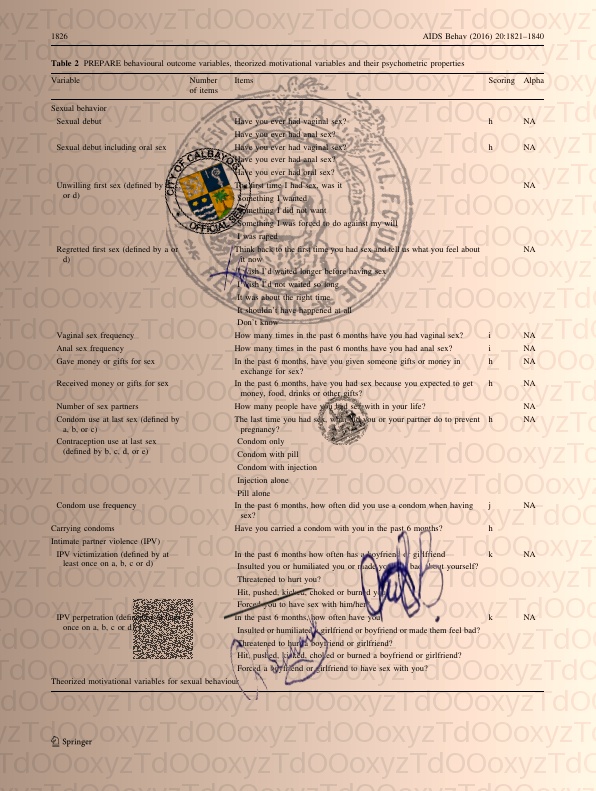 1826
AIDS Behav (2016) 20:1821–1840
Table 2 PREPARE behavioural outcome variables, theorized motivational variables and their psychometric properties
Variable Number of items Items Scoring Alpha
Sexual behavior
Sexual debut Have you ever had vaginal sex? h NA
Have you ever had anal sex?
Sexual debut including oral sex Have you ever had vaginal sex? h NA
Have you ever had anal sex?
Have you ever had oral sex?
Unwilling first sex (defined by The first time I had sex, was it NA
or d) Something I wanted
Something I did not want
Something I was forced to do against my will
I was raped
Regretted first sex (defined by a or Think back to the first time you had sex and tell us what you feel about NA
d) it now
I wish I'd waited longer before having sex
I wish I'd not waited so long
It was about the right time
It shouldn't have happened at all
Don't know
Vaginal sex frequency How many times in the past 6 months have you had vaginal sex? i NA
Anal sex frequency How many times in the past 6 months have you had anal sex? i NA
Gave money or gifts for sex In the past 6 months, have you given someone gifts or money in h NA
exchange for sex?
Received money or gifts for sex In the past 6 months, have you had sex because you expected to get h NA
money, food, drinks or other gifts?
Number of sex partners How many people have you had sex with in your life? NA
Condom use at last sex (defined by The last time you had sex, what did you or your partner do to prevent h NA
a, b, or c) pregnancy?
Contraception use at last sex Condom only
(defined by b, c, d, or e) Condom with pill
Condom with injection
Injection alone
Pill alone
Condom use frequency In the past 6 months, how often did you use a condom when having j NA
sex?
Carrying condoms Have you carried a condom with you in the past 6 months? h
Intimate partner violence (IPV)
IPV victimization (defined by at In the past 6 months how often has a boyfriend or girlfriend k NA
least once on a, b, c or d) Insulted you or humiliated you or made you feel bad about yourself?
Threatened to hurt you?
Hit, pushed, kicked, choked or burned you
Forced you to have sex with him/her
IPV perpetration (defined by at least In the past 6 months, how often have you k NA
once on a, b, c or d) Insulted or humiliated a girlfriend or boyfriend or made them feel bad?
Threatened to hurt a boyfriend or girlfriend?
Hit, pushed, kicked, choked or burned a boyfriend or girlfriend?
Forced a boyfriend or girlfriend to have sex with you?
Theorized motivational variables for sexual behaviour
Springer
CITY OF CALBAYOG
OFFICIAL SEAL